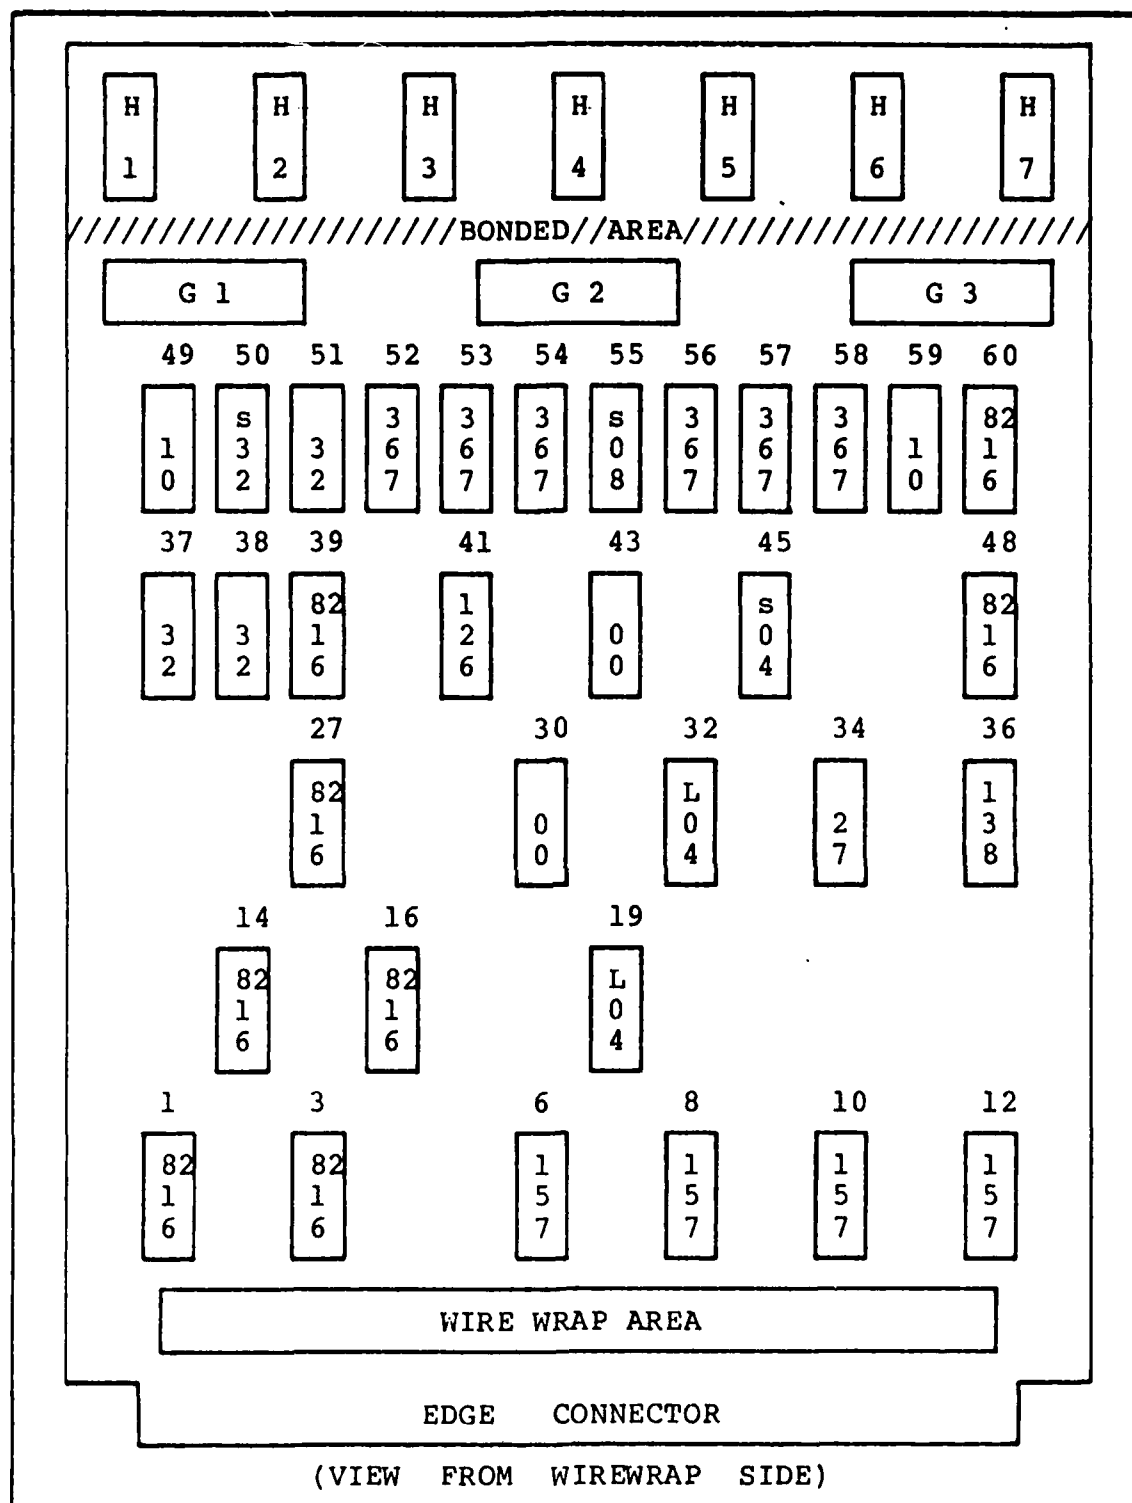 H H H H H H H
1 2 3 4 5 6 7
////////////////////BONDED//AREA/////////////////////
G 1 G 2 G 3
49 50 51 52 53 54 55 56 57 58 59 60
s 3 3 3 s 3 3 3 82
1 3 3 6 6 6 0 6 6 6 1 1
0 2 2 7 7 7 8 7 7 7 0 6
37 38 39 41 43 45 48
82 1 s 82
3 3 1 2 0 0 1
2 2 6 6 0 4 6
27 30 32 34 36
82 L 1
1 0 0 2 3
6 0 4 7 8
14 16 19
82 82 L
1 1 0
6 6 4
1 3 6 8 10 12
82 82 1 1 1 1
1 1 5 5 5 5
6 6 7 7 7 7
WIRE WRAP AREA
EDGE CONNECTOR
(VIEW FROM WIREWRAP SIDE)